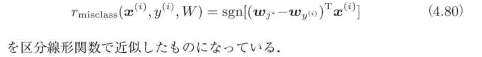 r_misclass(x^(i), y^(i), W) = sgn[(w_j* − w_y^(i))^T x^(i)] (4.80)
を区分線形関数で近似したものになっている．